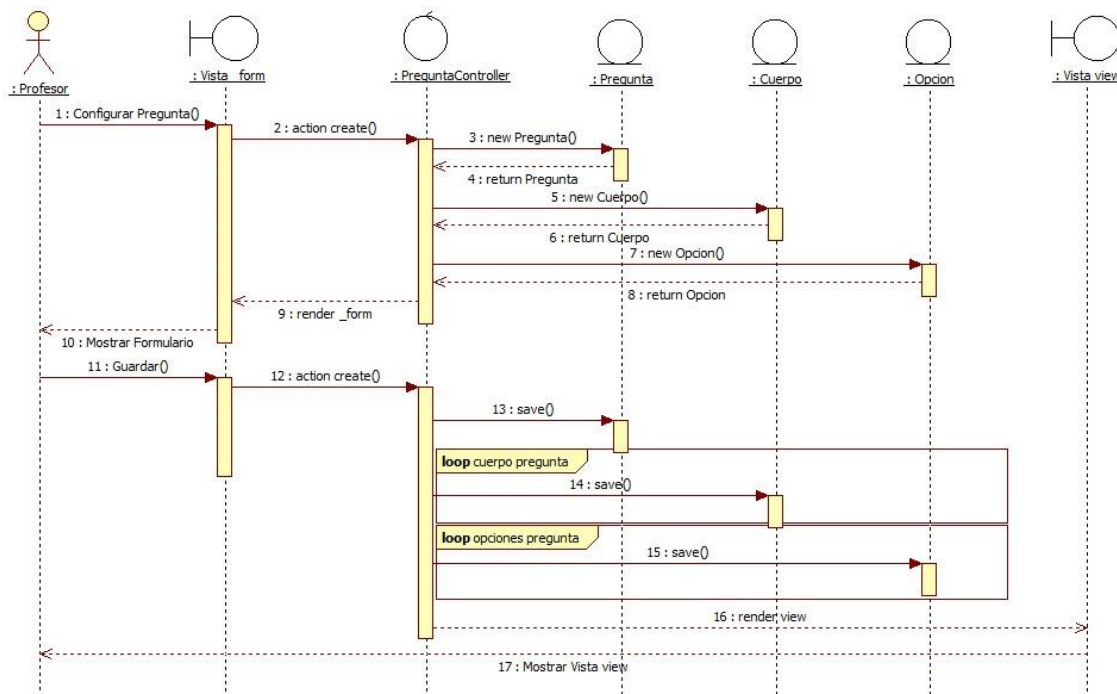 : Profesor
: Vista _form
: PreguntaController
: Pregunta
: Cuerpo
: Opcion
: Vista view
1 : Configurar Pregunta()
2 : action create()
3 : new Pregunta()
4 : return Pregunta
5 : new Cuerpo()
6 : return Cuerpo
7 : new Opcion()
8 : return Opcion
9 : render _form
10 : Mostrar Formulario
11 : Guardar()
12 : action create()
13 : save()
loop cuerpo pregunta
14 : save()
loop opciones pregunta
15 : save()
16 : render view
17 : Mostrar Vista view